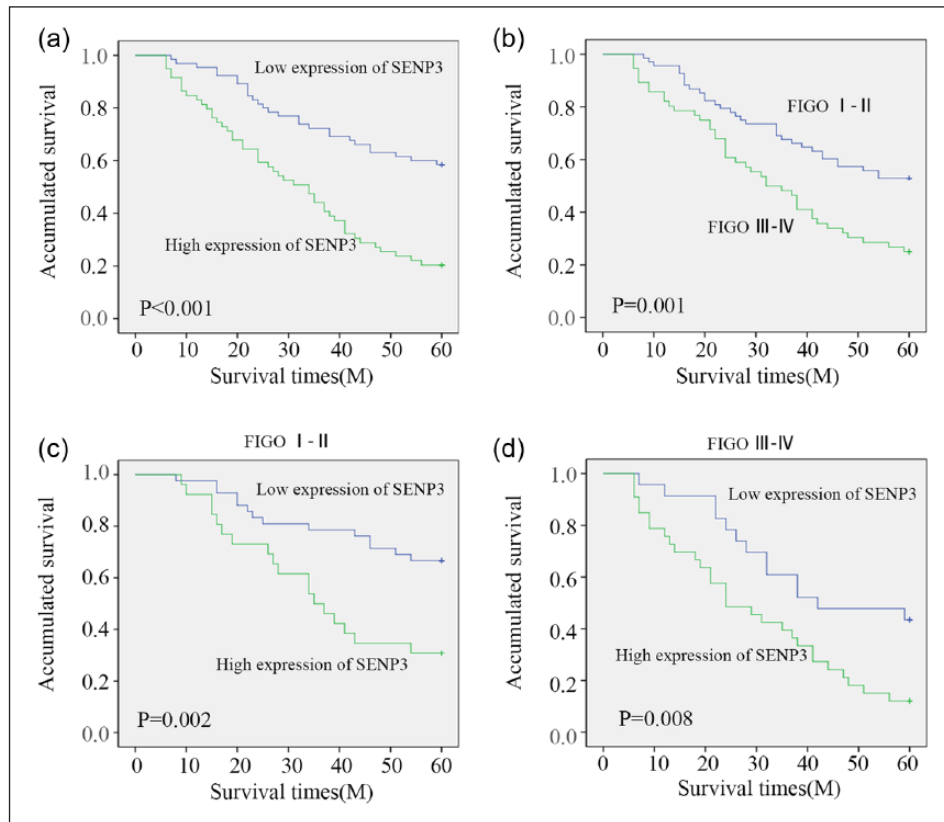 (a)
1.0
0.8
0.6
0.4
0.2
0.0
Accumulated survival
Low expression of SENP3
High expression of SENP3
P<0.001
0 10 20 30 40 50 60
Survival times(M)
(b)
1.0
0.8
0.6
0.4
0.2
0.0
Accumulated survival
FIGO Ⅰ-Ⅱ
FIGO Ⅲ-Ⅳ
P=0.001
0 10 20 30 40 50 60
Survival times(M)
(c)
FIGO Ⅰ-Ⅱ
1.0
0.8
0.6
0.4
0.2
0.0
Accumulated survival
Low expression of SENP3
High expression of SENP3
P=0.002
0 10 20 30 40 50 60
Survival times(M)
(d)
FIGO Ⅲ-Ⅳ
1.0
0.8
0.6
0.4
0.2
0.0
Accumulated survival
Low expression of SENP3
High expression of SENP3
P=0.008
0 10 20 30 40 50 60
Survival times(M)